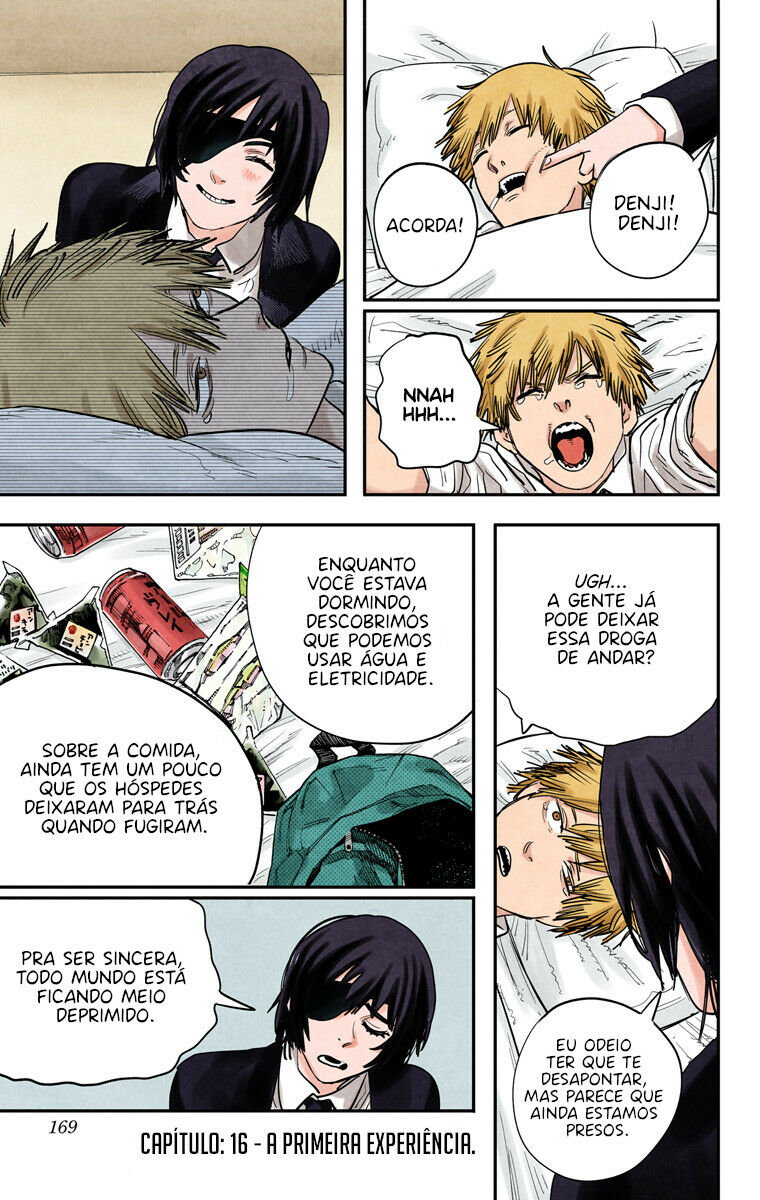 DENJI!
DENJI!
ACORDA!
NNAH
HHH...
UGH...
A GENTE JÁ
PODE DEIXAR
ESSA DROGA
DE ANDAR?
EU ODEIO
TER QUE TE
DESAPONTAR,
MAS PARECE QUE
AINDA ESTAMOS
PRESOS.
ENQUANTO
VOCÊ ESTAVA
DORMINDO,
DESCOBRIMOS
QUE PODEMOS
USAR ÁGUA E
ELETRICIDADE.
SOBRE A COMIDA,
AINDA TEM UM POUCO
QUE OS HÓSPEDES
DEIXARAM PARA TRÁS
QUANDO FUGIRAM.
PRA SER SINCERA,
TODO MUNDO ESTÁ
FICANDO MEIO
DEPRIMIDO.
169
CAPÍTULO: 16 - A PRIMEIRA EXPERIÊNCIA.